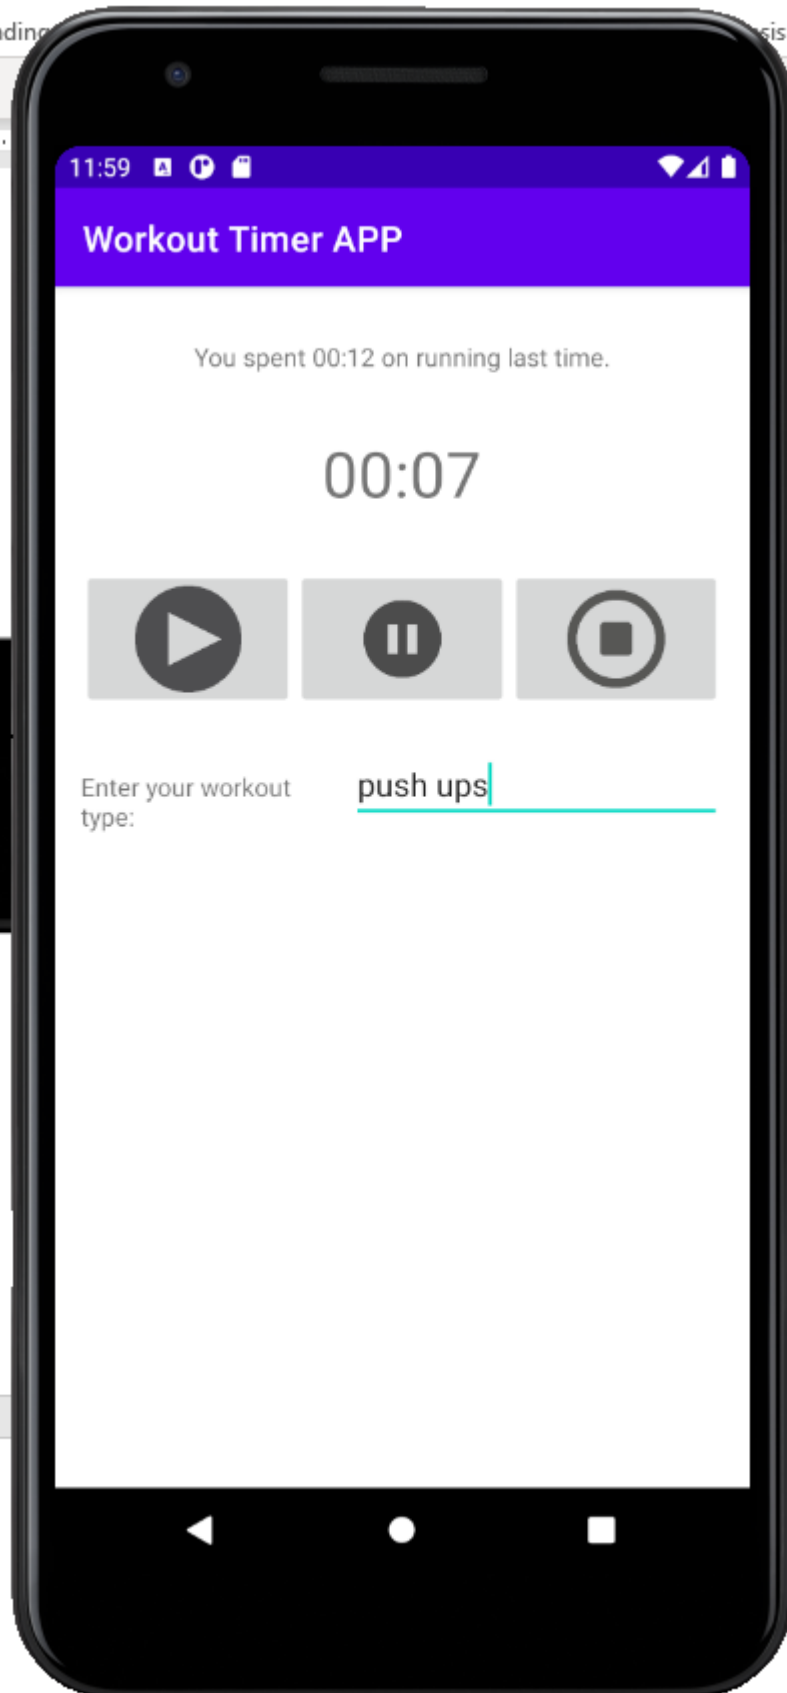 11:59
Workout Timer APP
You spent 00:12 on running last time.
00:07
Enter your workout
type:
push ups